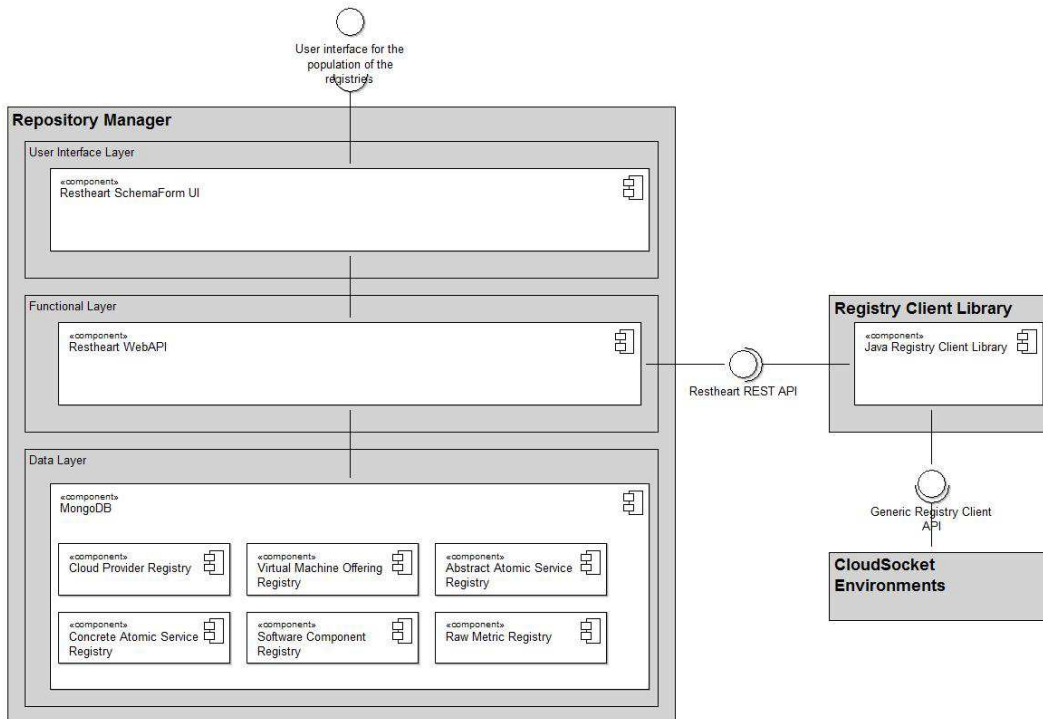 User interface for the
population of the
registries
Repository Manager
User Interface Layer
«component»
Restheart SchemaForm UI
Functional Layer
«component»
Restheart WebAPI
Restheart REST API
Registry Client Library
«component»
Java Registry Client Library
Generic Registry Client
API
CloudSocket
Environments
Data Layer
«component»
MongoDB
«component»
Cloud Provider Registry
«component»
Virtual Machine Offering
Registry
«component»
Abstract Atomic Service
Registry
«component»
Concrete Atomic Service
Registry
«component»
Software Component
Registry
«component»
Raw Metric Registry